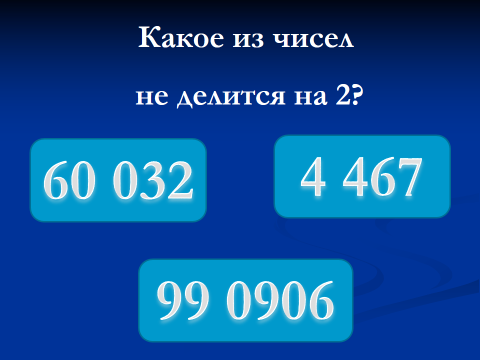 Какое из чисел
не делится на 2?
60 032
4 467
99 0906